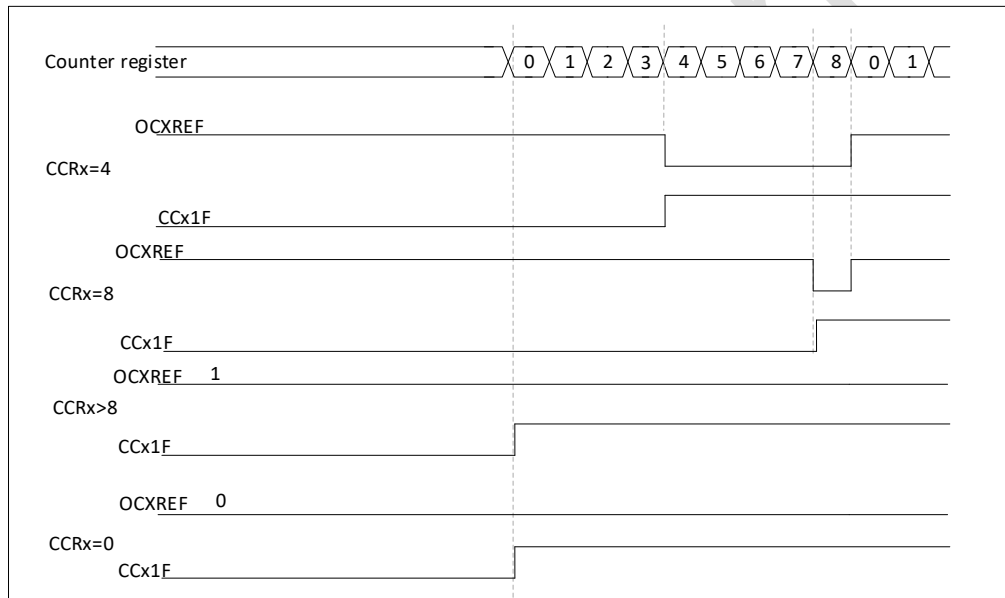 Counter register 0 1 2 3 4 5 6 7 8 0 1
OCXREF
CCRx=4
CCx1F
OCXREF
CCRx=8
CCx1F
OCXREF 1
CCRx>8
CCx1F
OCXREF 0
CCRx=0
CCx1F